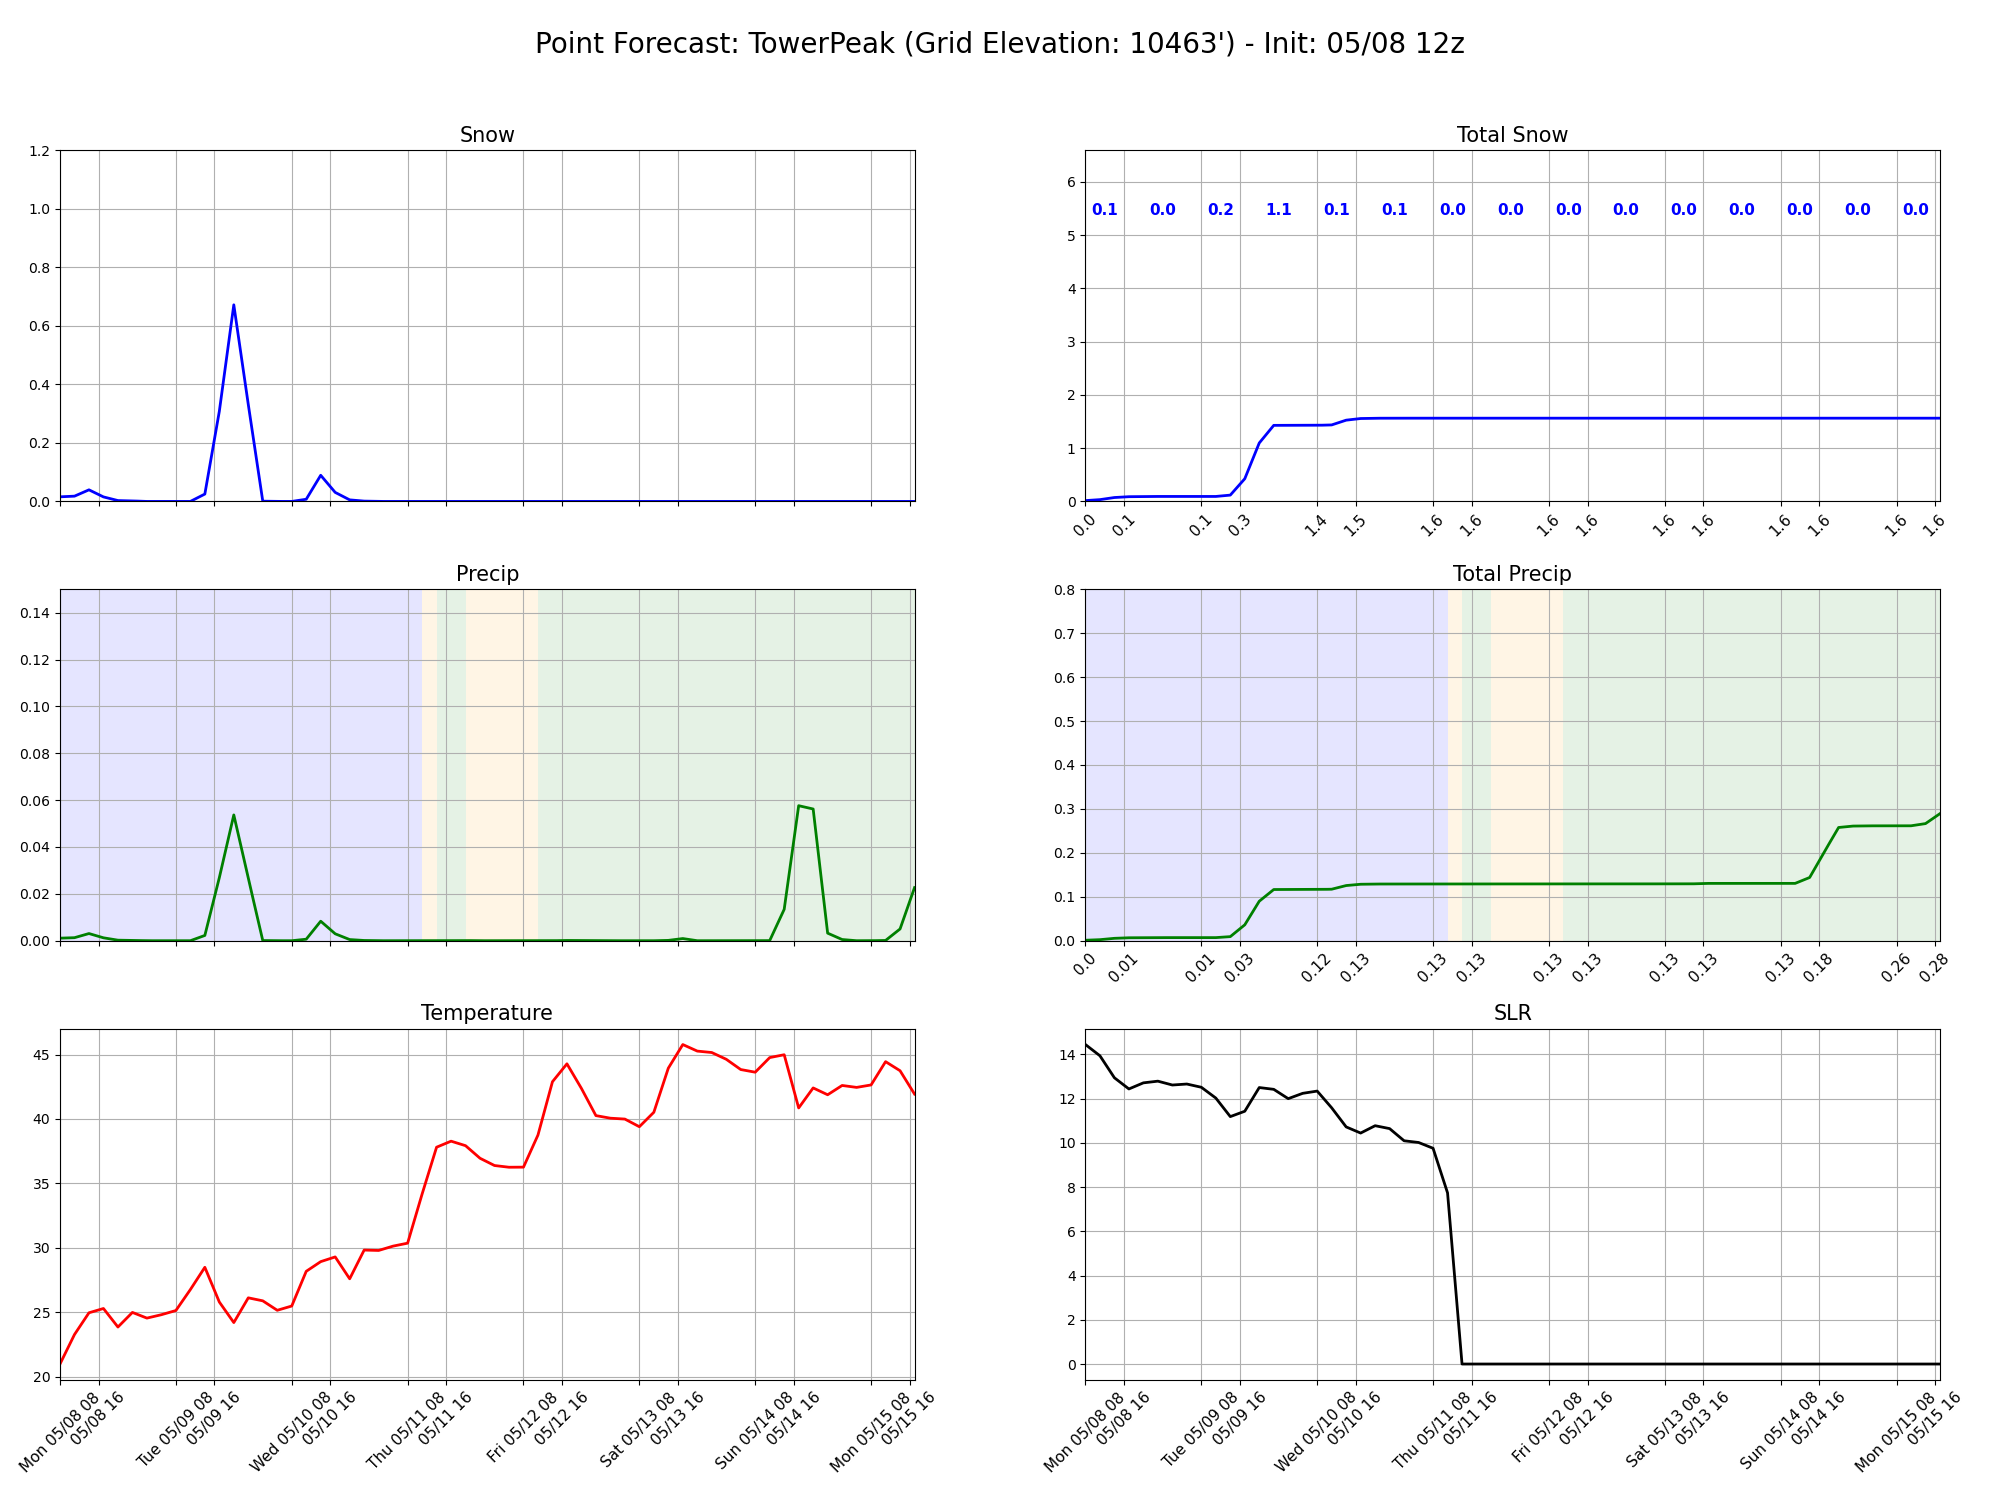 Point Forecast: TowerPeak (Grid Elevation: 10463') - Init: 05/08 12z
Snow
1.2
1.0
0.8
0.6
0.4
0.2
0.0
Total Snow
6
5
4
3
2
1
0
0.1 0.0 0.2 1.1 0.1 0.1 0.0 0.0 0.0 0.0 0.0 0.0 0.0 0.0 0.0
0.0 0.1 0.1 0.3 1.4 1.5 1.6 1.6 1.6 1.6 1.6 1.6 1.6 1.6 1.6 1.6
Precip
0.14
0.12
0.10
0.08
0.06
0.04
0.02
0.00
Total Precip
0.8
0.7
0.6
0.5
0.4
0.3
0.2
0.1
0.0
0.0 0.01 0.01 0.03 0.12 0.13 0.13 0.13 0.13 0.13 0.13 0.13 0.13 0.18 0.26 0.28
Temperature
45
40
35
30
25
20
Mon 05/08 08
05/08 16
Tue 05/09 08
05/09 16
Wed 05/10 08
05/10 16
Thu 05/11 08
05/11 16
Fri 05/12 08
05/12 16
Sat 05/13 08
05/13 16
Sun 05/14 08
05/14 16
Mon 05/15 08
05/15 16
SLR
14
12
10
8
6
4
2
0
Mon 05/08 08
05/08 16
Tue 05/09 08
05/09 16
Wed 05/10 08
05/10 16
Thu 05/11 08
05/11 16
Fri 05/12 08
05/12 16
Sat 05/13 08
05/13 16
Sun 05/14 08
05/14 16
Mon 05/15 08
05/15 16